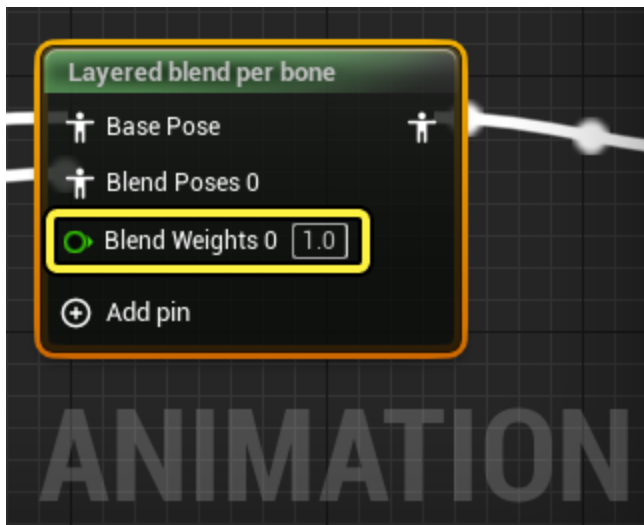 Layered blend per bone
Base Pose
Blend Poses 0
Blend Weights 0 1.0
Add pin
ANIMATION